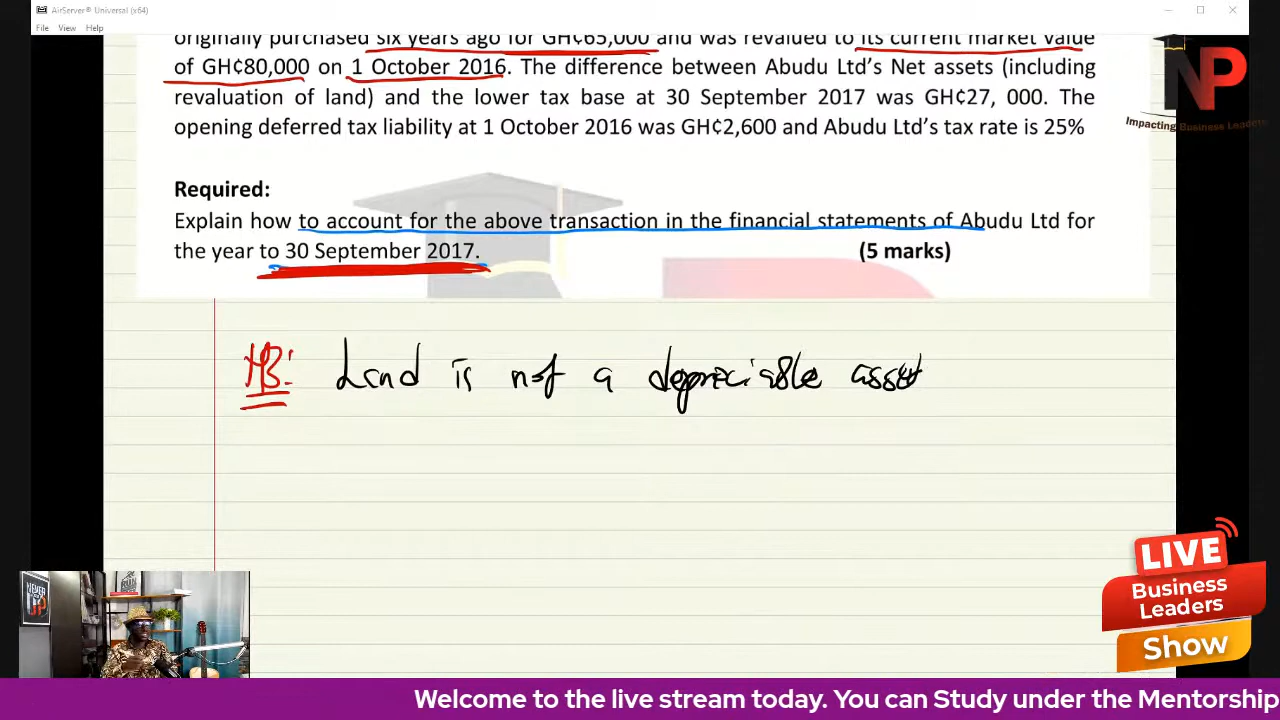 AirServer® Universal (x64)
File View Help
originally purchased six years ago for GH¢65,000 and was revalued to its current market value
of GH¢80,000 on 1 October 2016. The difference between Abudu Ltd's Net assets (including
revaluation of land) and the lower tax base at 30 September 2017 was GH¢27, 000. The
opening deferred tax liability at 1 October 2016 was GH¢2,600 and Abudu Ltd's tax rate is 25%
NP
Impacting Business Leaders
Required:
Explain how to account for the above transaction in the financial statements of Abudu Ltd for
the year to 30 September 2017. (5 marks)
NB: Land is not a depreciable asset
LIVE
Business
Leaders
Show
Welcome to the live stream today. You can Study under the Mentorship